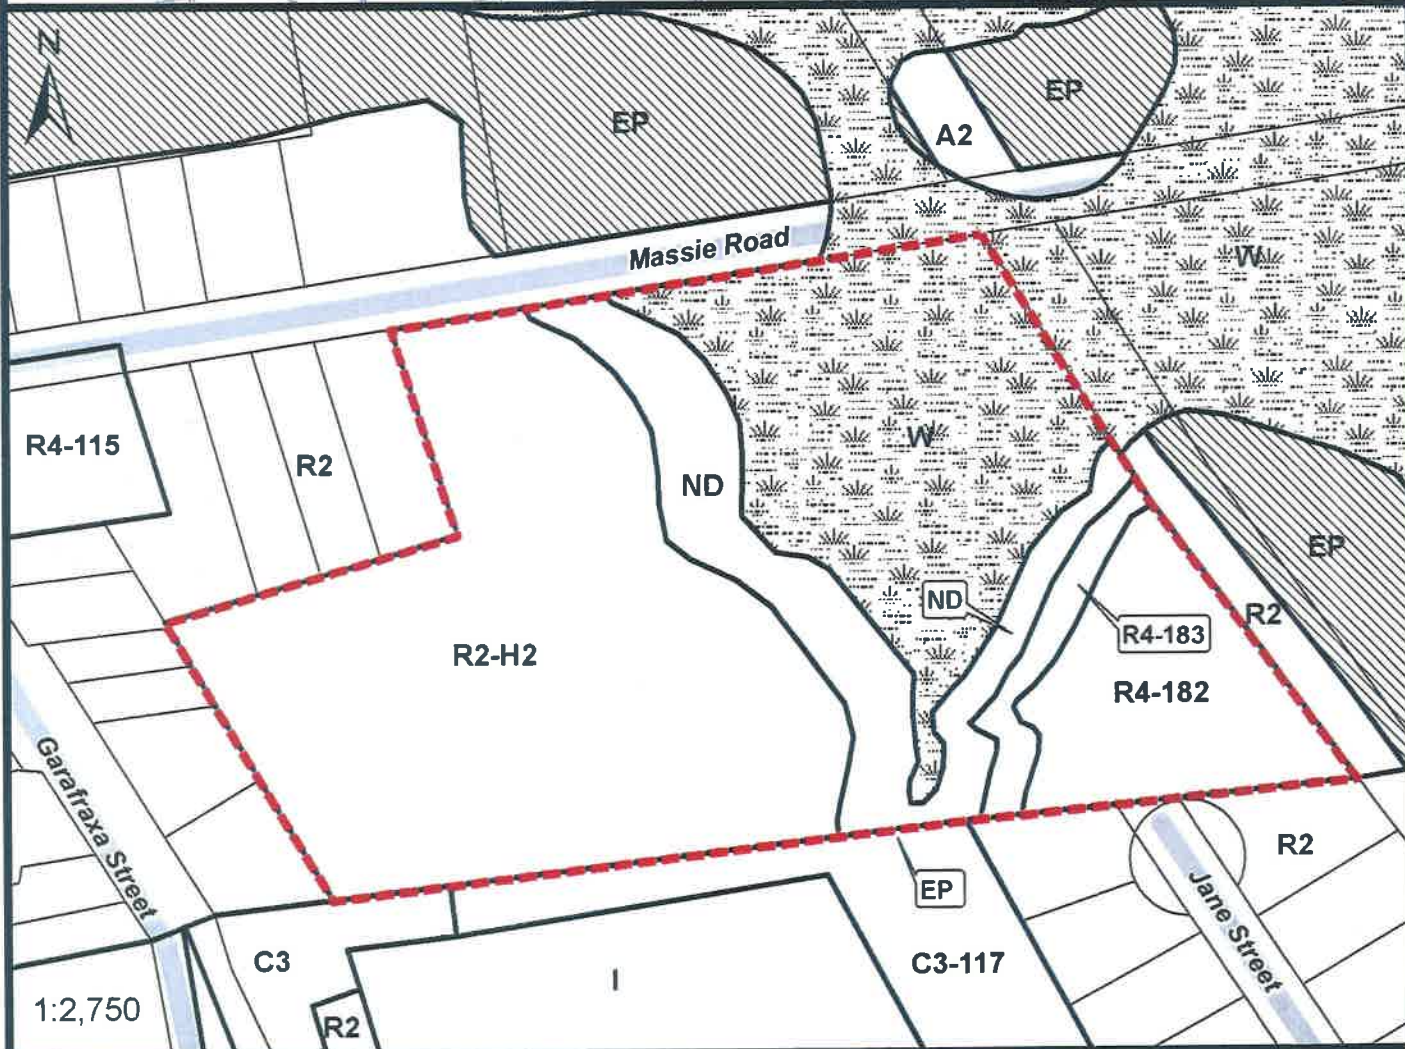 N
EP
EP
A2
Massie Road
W
R4-115
R2
ND
W
EP
ND
R4-183
R2
R2-H2
R4-182
Garafraxa Street
R2
EP
Jane Street
C3
I
C3-117
1:2,750
R2